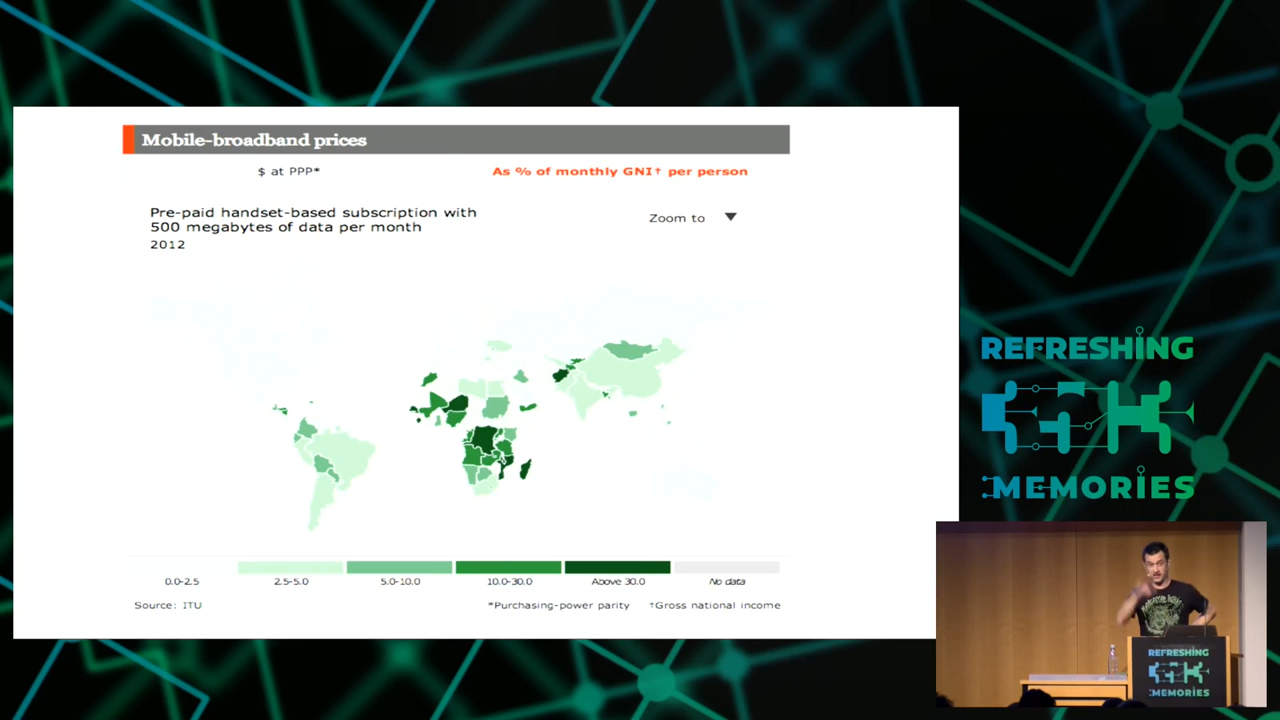 Mobile-broadband prices
$ at PPP*
As % of monthly GNI† per person
Pre-paid handset-based subscription with
500 megabytes of data per month
2012
Zoom to
0.0-2.5
2.5-5.0
5.0-10.0
10.0-30.0
Above 30.0
No data
Source: ITU
*Purchasing-power parity
†Gross national income
REFRESHING
36K
MEMORIES
REFRESHING
MEMORIES